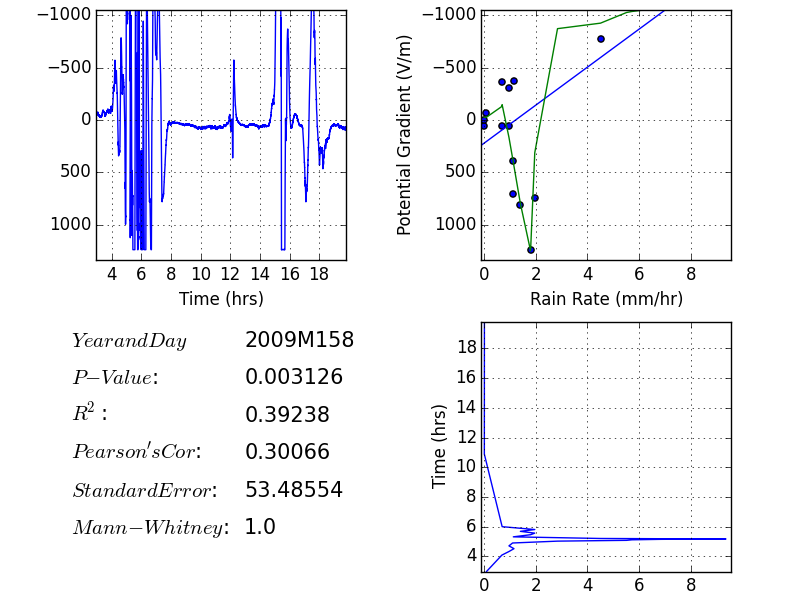 −1000
−500
0
500
1000
4 6 8 10 12 14 16 18
Time (hrs)
−1000
−500
0
500
1000
Potential Gradient (V/m)
0 2 4 6 8
Rain Rate (mm/hr)
YearandDay 2009M158
P−Value: 0.003126
R²: 0.39238
Pearson'sCor: 0.30066
StandardError: 53.48554
Mann−Whitney: 1.0
18
16
14
12
10
8
6
4
Time (hrs)
0 2 4 6 8